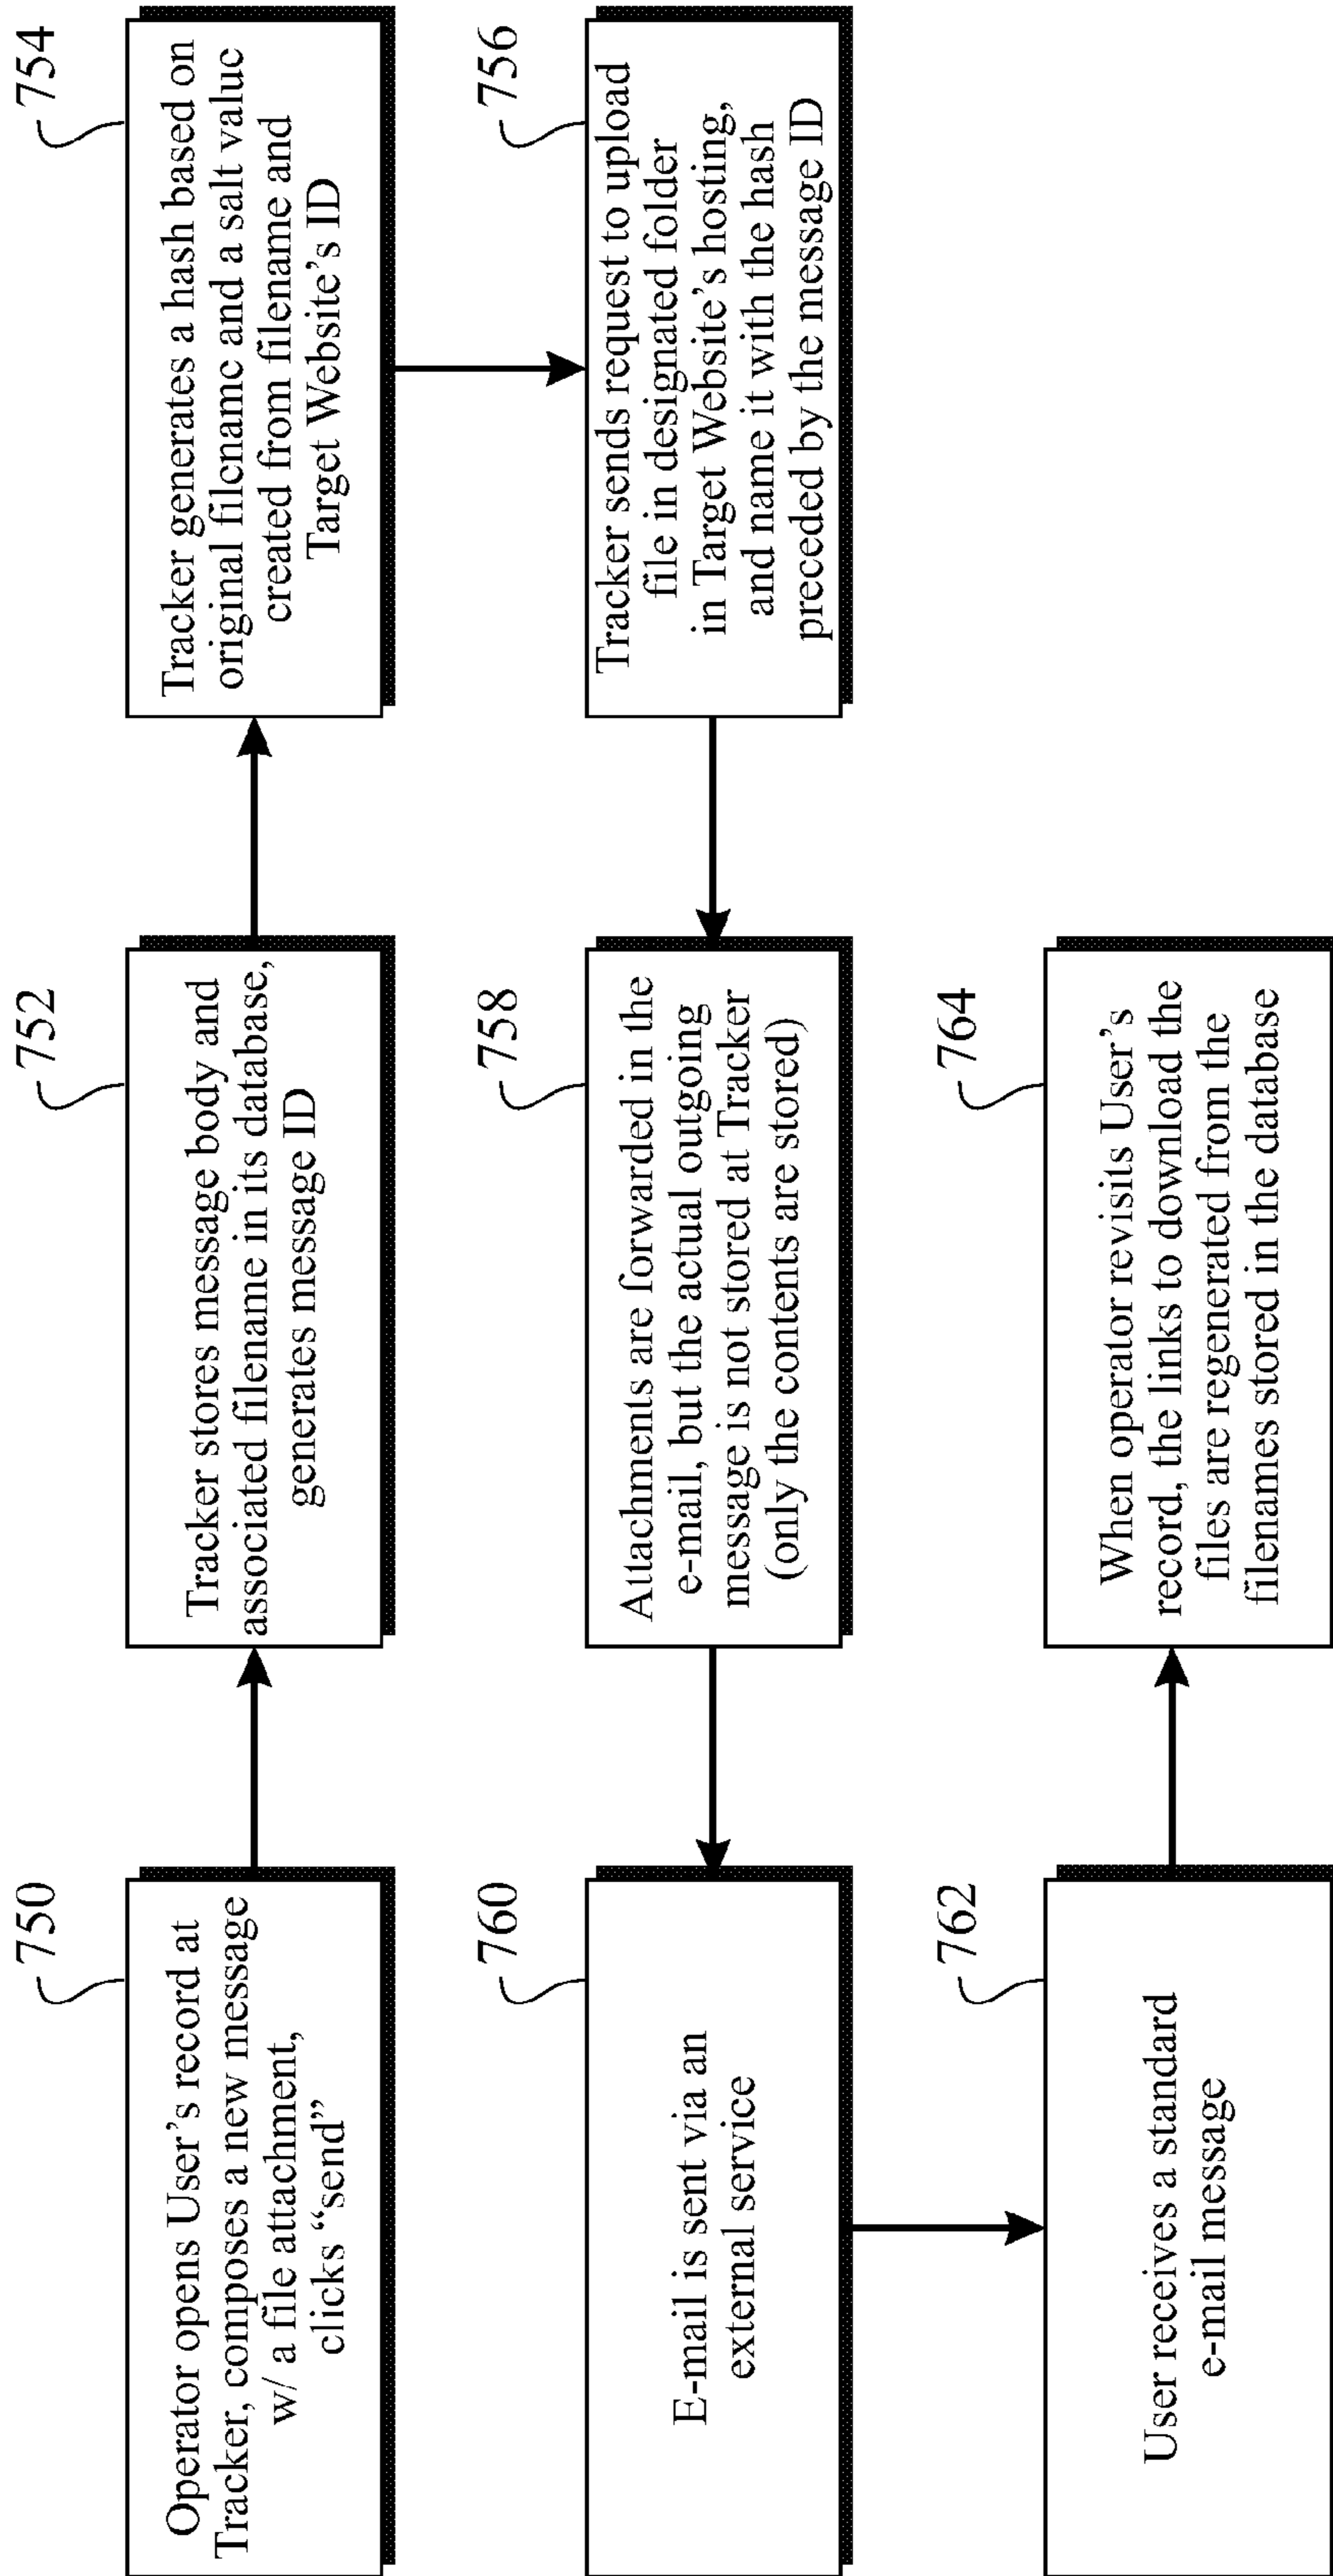 750
Operator opens User’s record at
Tracker, composes a new message
w/ a file attachment,
clicks “send”
752
Tracker stores message body and
associated filename in its database,
generates message ID
754
Tracker generates a hash based on
original filename and a salt value
created from filename and
Target Website’s ID
756
Tracker sends request to upload
file in designated folder
in Target Website’s hosting,
and name it with the hash
preceded by the message ID
758
Attachments are forwarded in the
e-mail, but the actual outgoing
message is not stored at Tracker
(only the contents are stored)
760
E-mail is sent via an
external service
762
User receives a standard
e-mail message
764
When operator revisits User’s
record, the links to download the
files are regenerated from the
filenames stored in the database